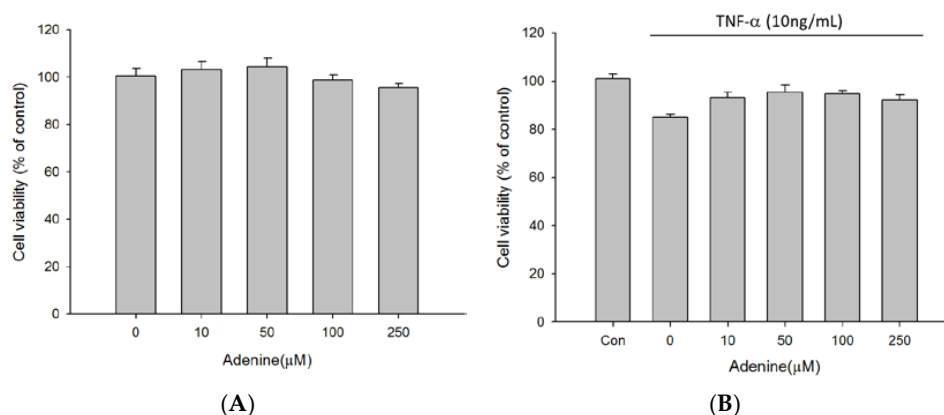 120
100
80
60
40
20
0
Cell viability (% of control)
0 10 50 100 250
Adenine(μM)
(A)
TNF-α (10ng/mL)
120
100
80
60
40
20
0
Cell viability (% of control)
Con 0 10 50 100 250
Adenine(μM)
(B)